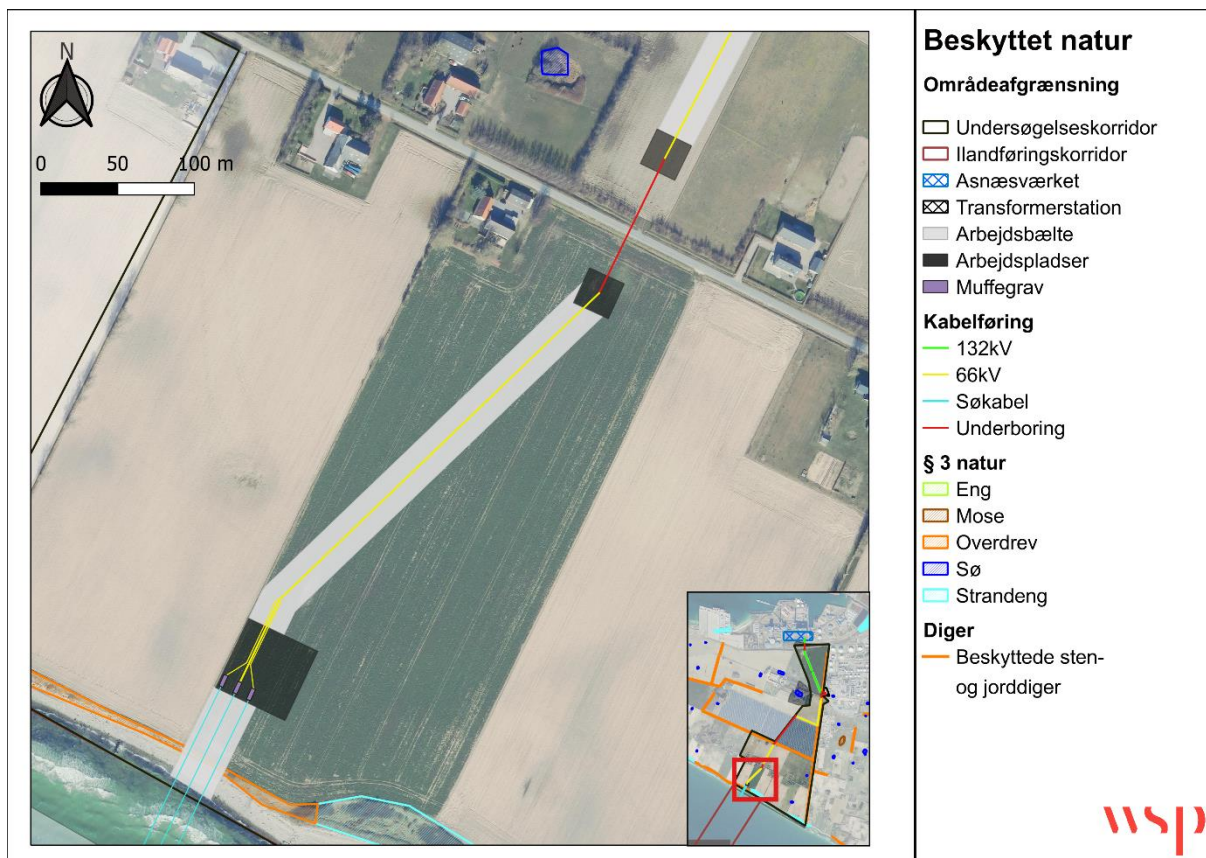 N
0 50 100 m
Beskyttet natur
Områdeafgrænsning
Undersøgelseskorridor
Ilandføringskorridor
Asnæsværket
Transformerstation
Arbejdsbælte
Arbejdspladser
Muffegrav
Kabelføring
132kV
66kV
Søkabel
Underboring
§ 3 natur
Eng
Mose
Overdrev
Sø
Strandeng
Diger
Beskyttede sten-
og jorddiger
wsp